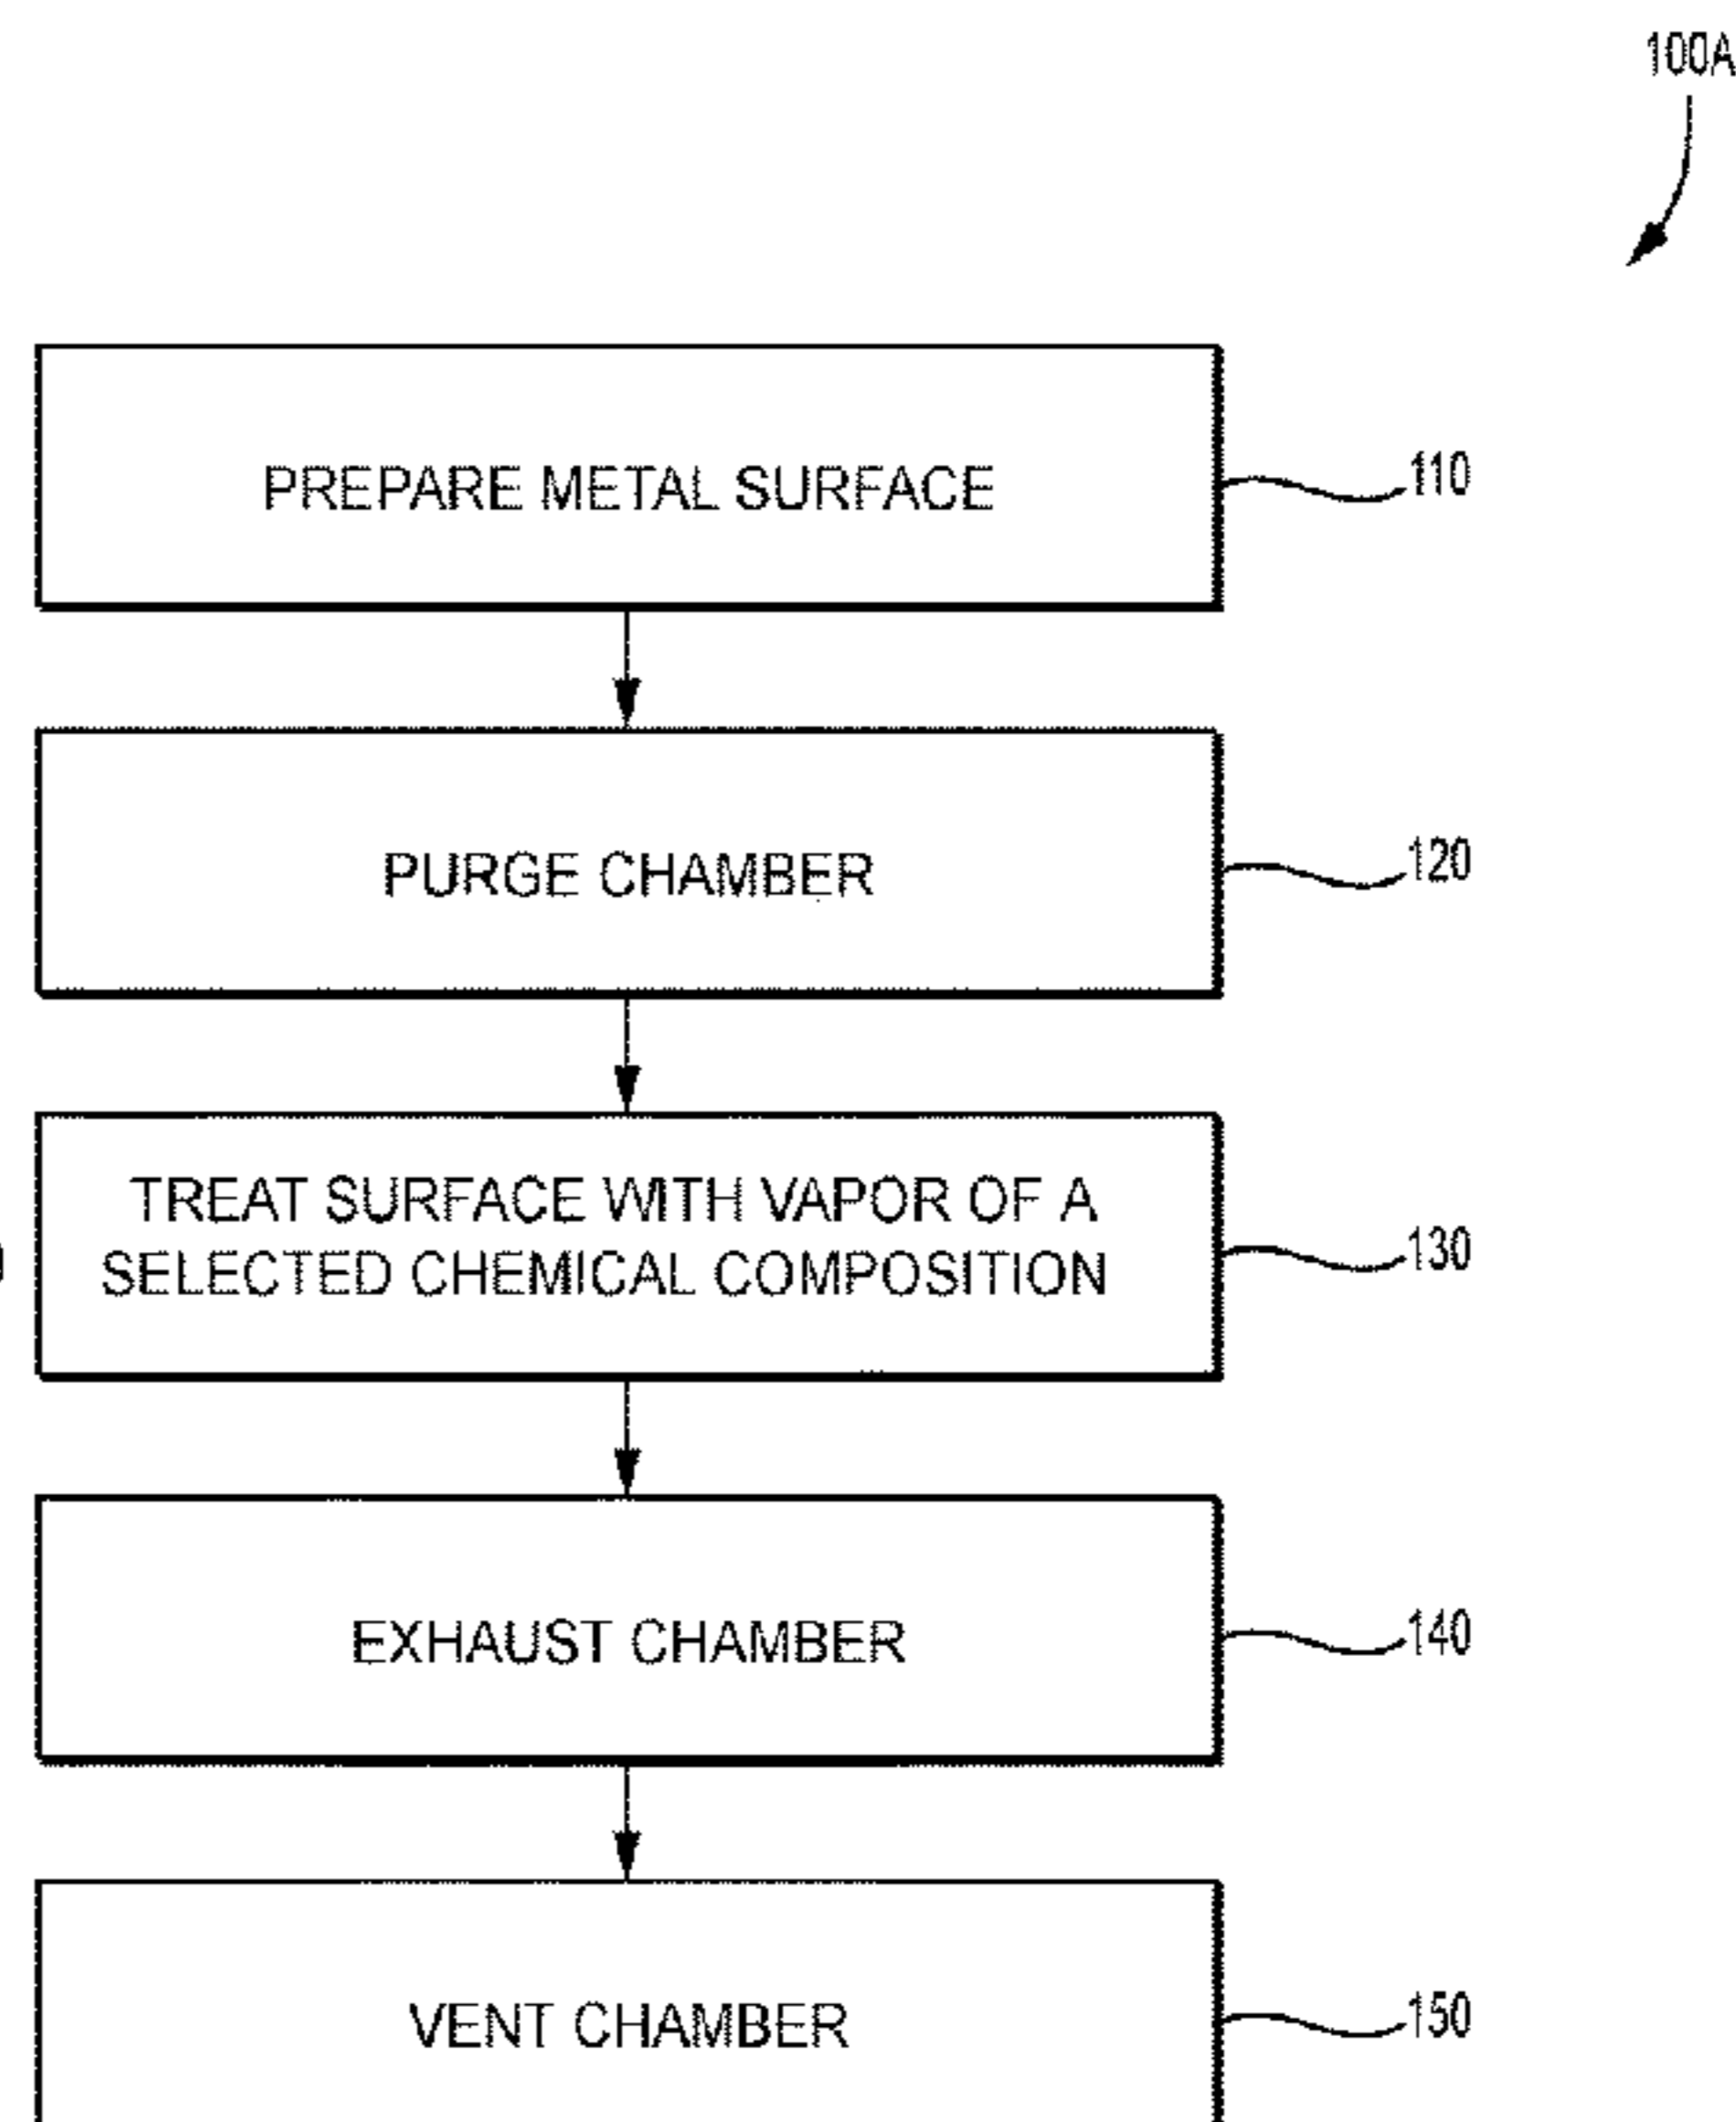 100A
PREPARE METAL SURFACE
110
PURGE CHAMBER
120
TREAT SURFACE WITH VAPOR OF A
SELECTED CHEMICAL COMPOSITION
130
EXHAUST CHAMBER
140
VENT CHAMBER
150